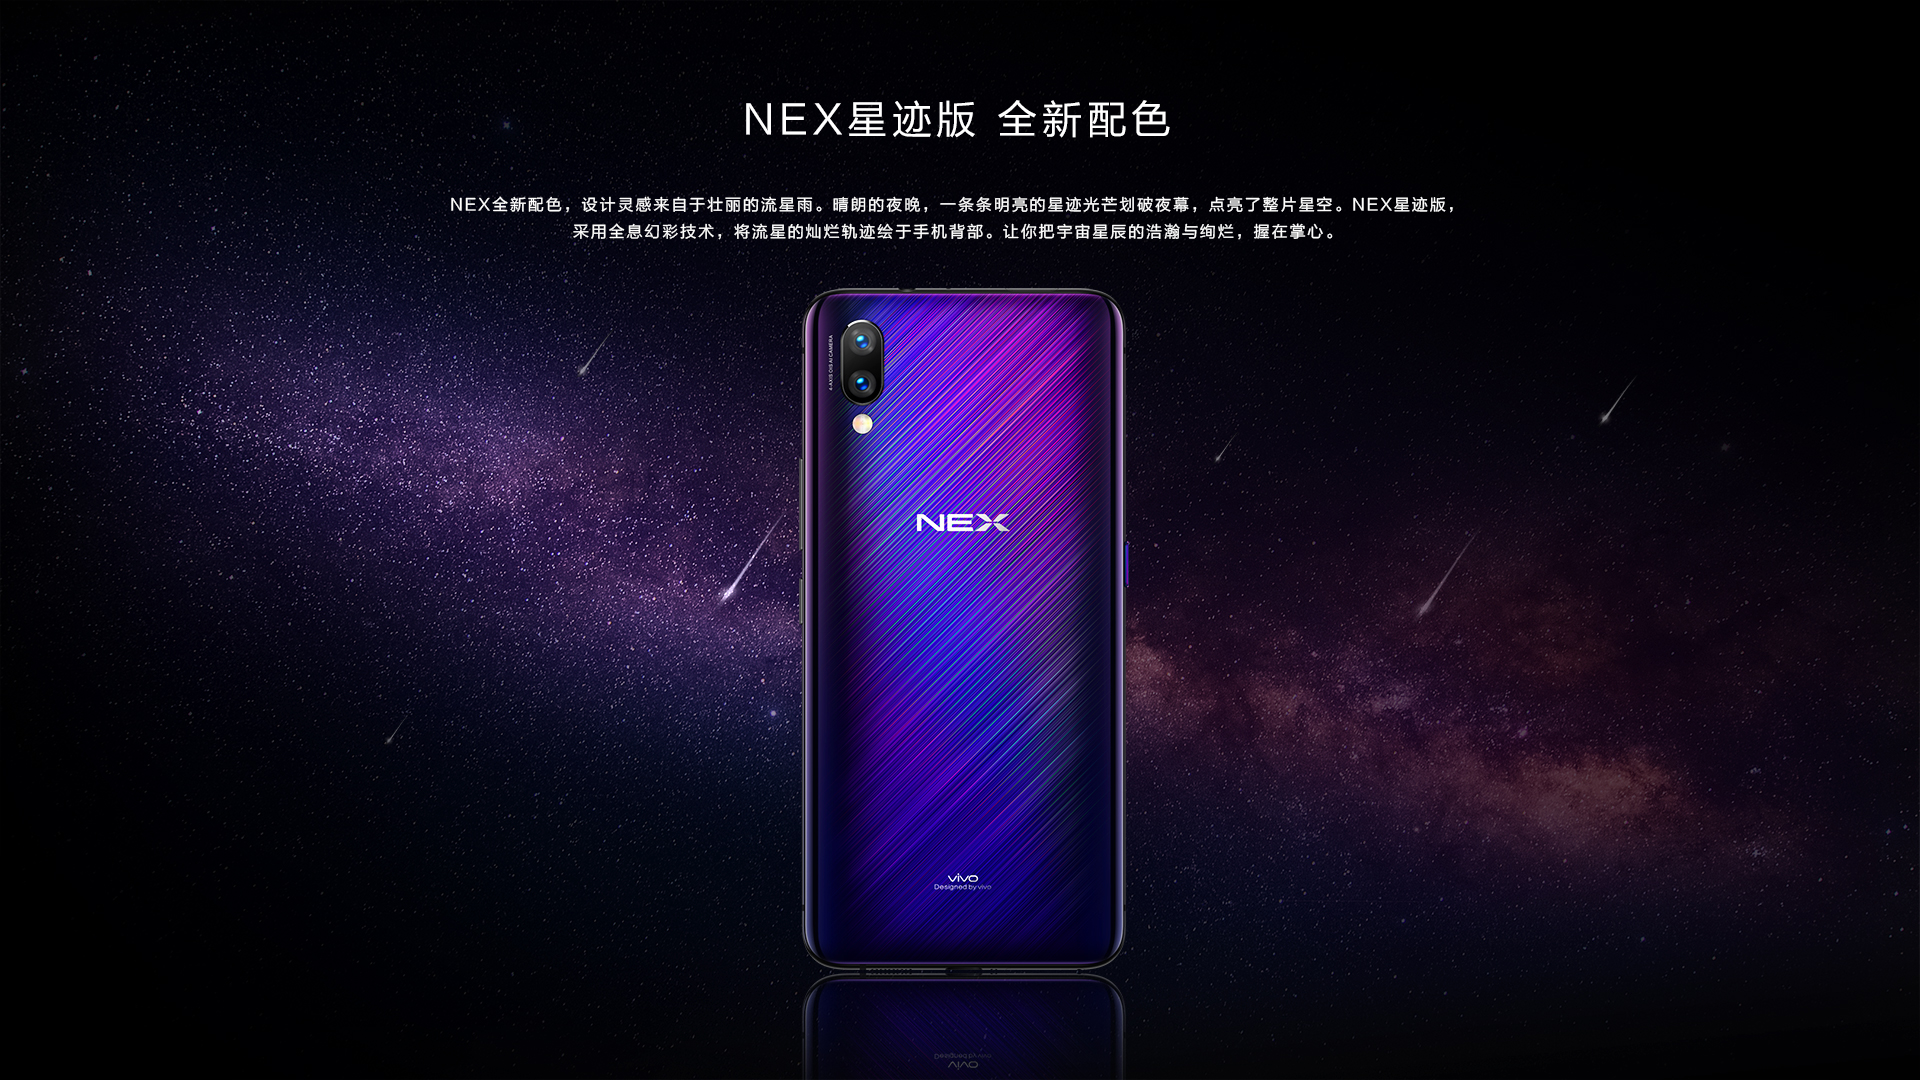 NEX星迹版 全新配色
NEX全新配色，设计灵感来自于壮丽的流星雨。晴朗的夜晚，一条条明亮的星迹光芒划破夜幕，点亮了整片星空。NEX星迹版，
采用全息幻彩技术，将流星的灿烂轨迹绘于手机背部。让你把宇宙星辰的浩瀚与绚烂，握在掌心。
4-AXIS OIS AI CAMERA
NEX
vivo
Designed by vivo